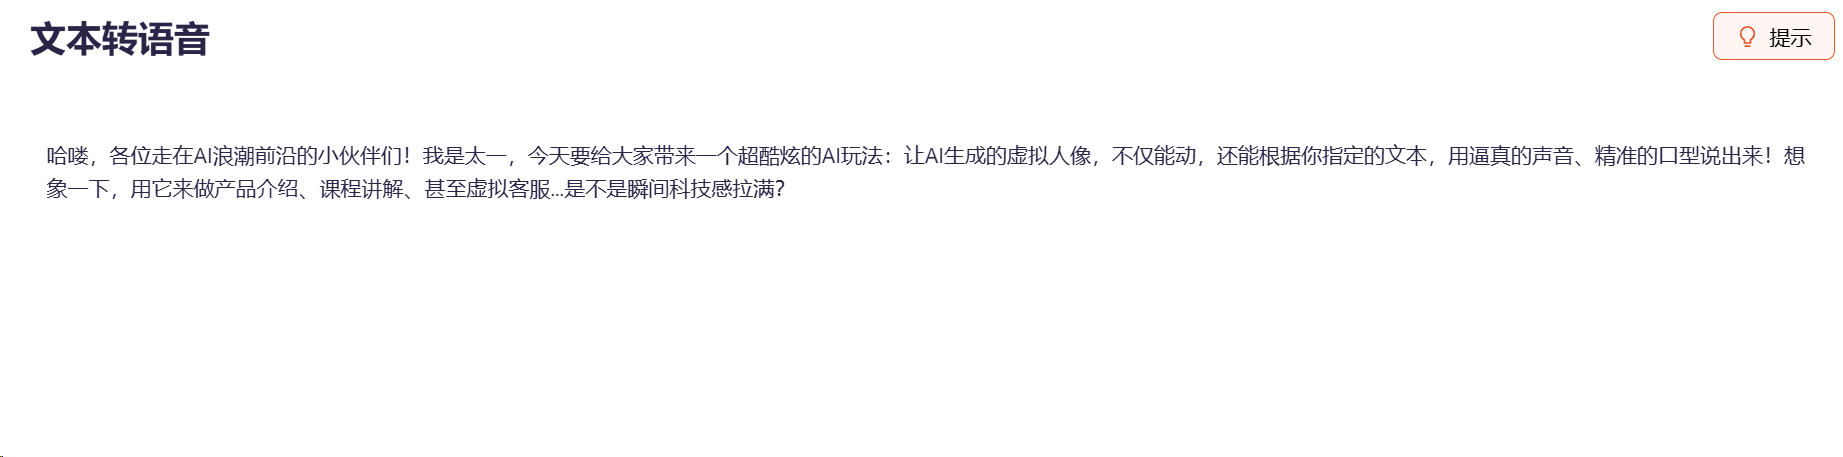 文本转语音
提示
哈喽，各位走在AI浪潮前沿的小伙伴们！我是太一，今天要给大家带来一个超酷炫的AI玩法：让AI生成的虚拟人像，不仅能动，还能根据你指定的文本，用逼真的声音、精准的口型说出来！想
象一下，用它来做产品介绍、课程讲解、甚至虚拟客服...是不是瞬间科技感拉满？